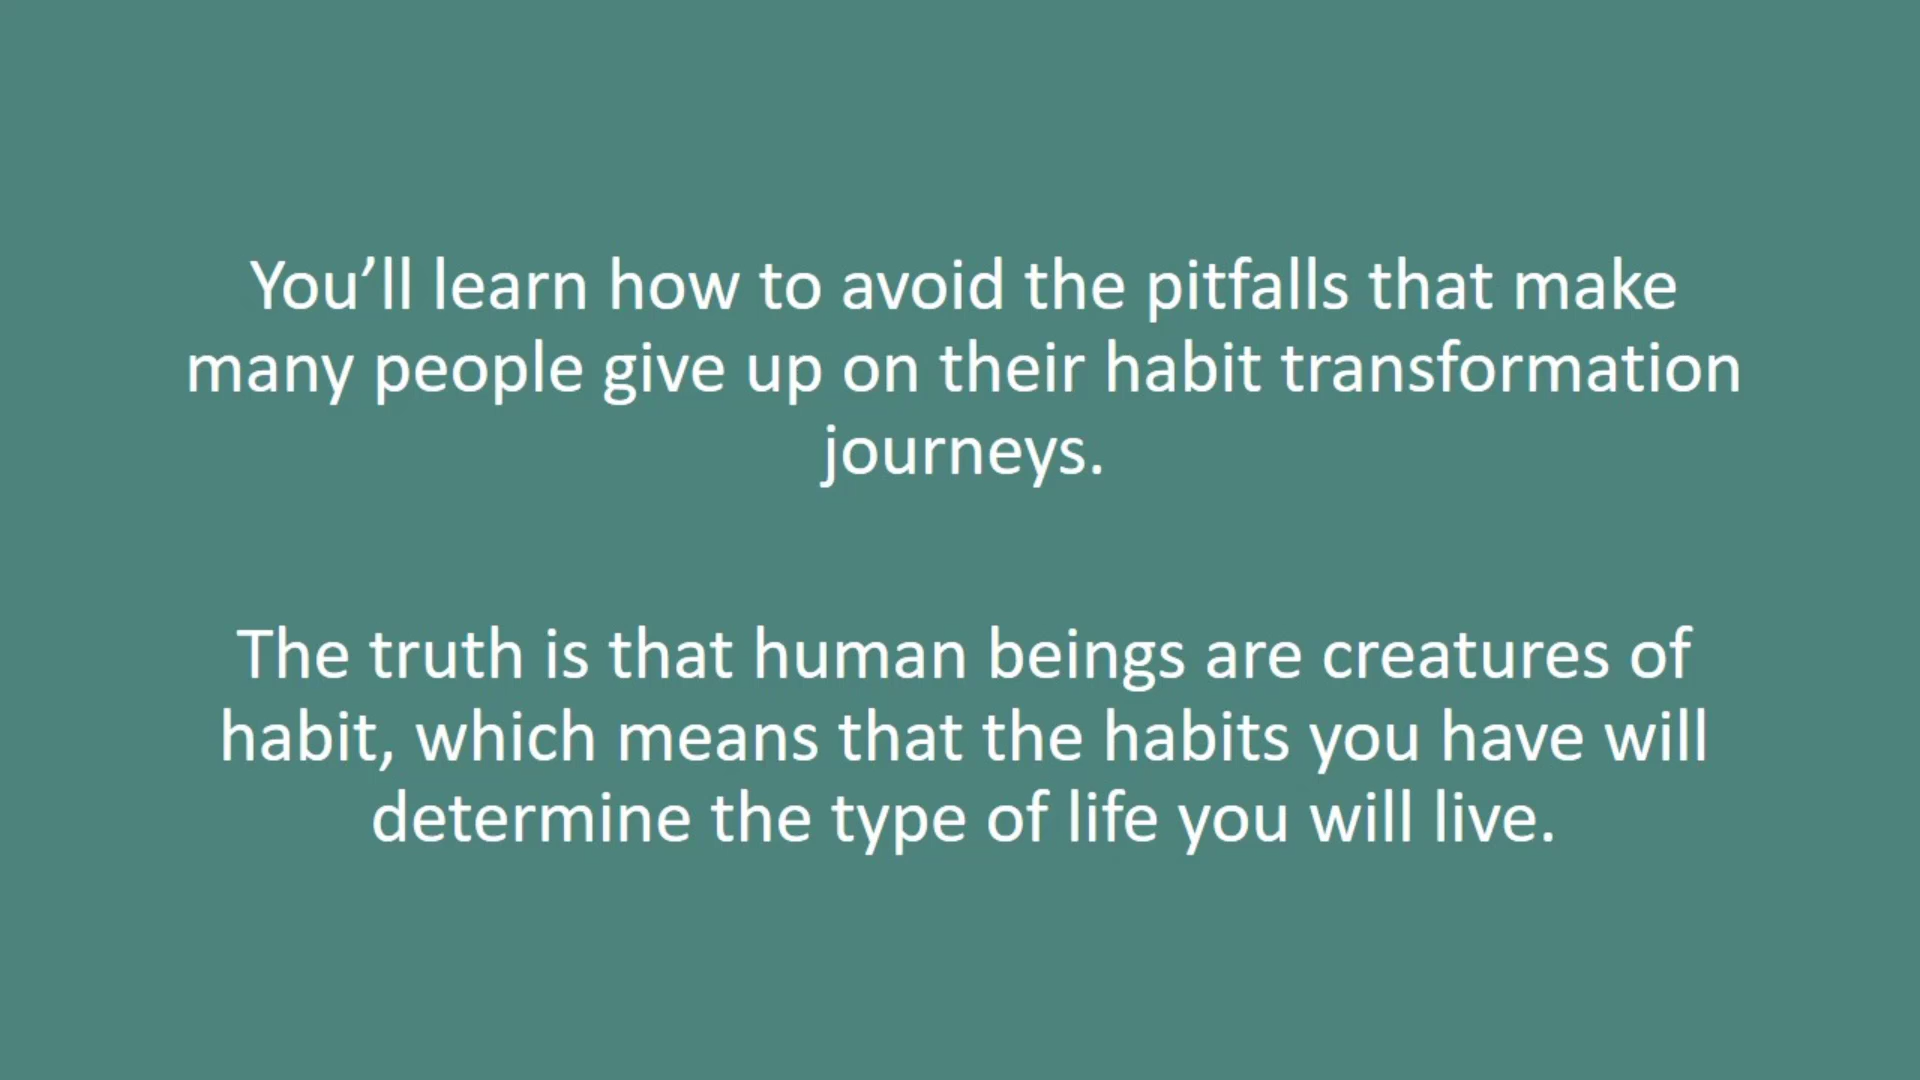 You’ll learn how to avoid the pitfalls that make
many people give up on their habit transformation
journeys.
The truth is that human beings are creatures of
habit, which means that the habits you have will
determine the type of life you will live.